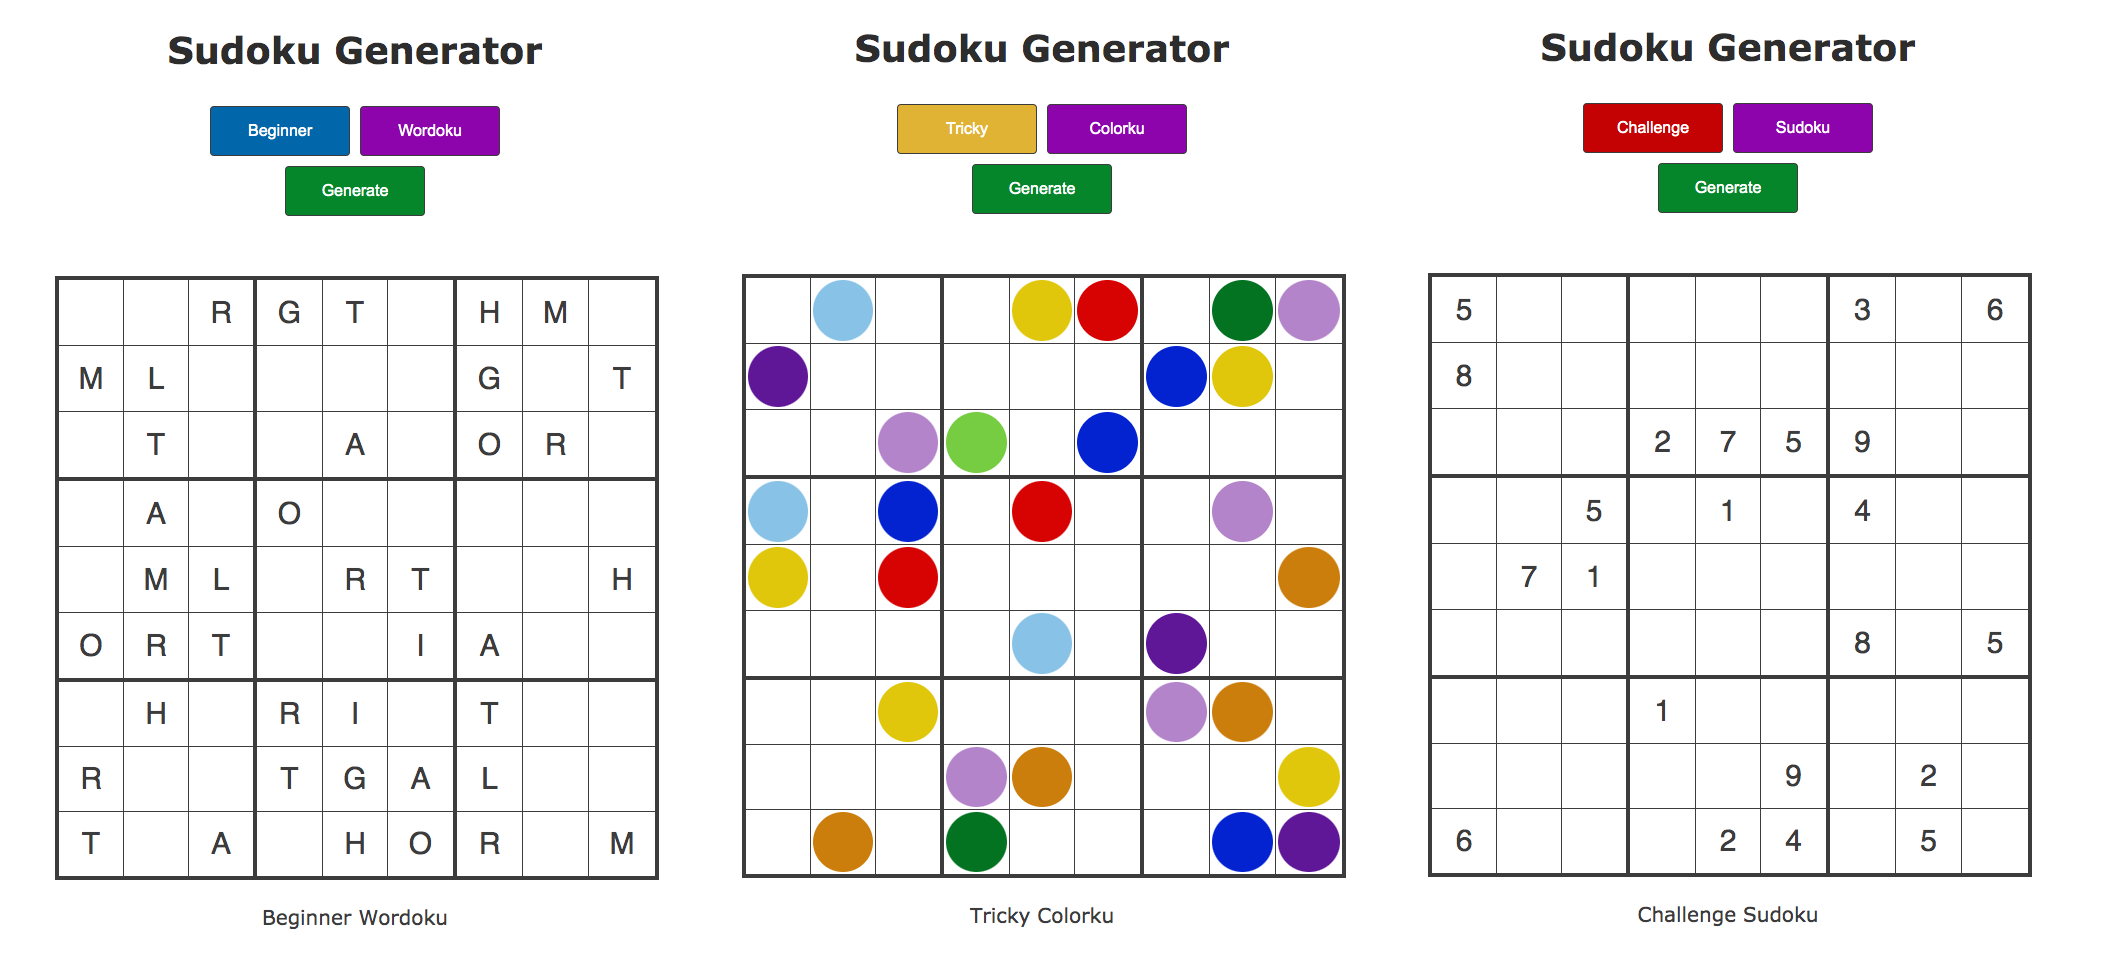 Sudoku Generator
Beginner Wordoku
Generate
R G T H M
M L G T
T A O R
A O
M L R T H
O R T I A
H R I T
R T G A L
T A H O R M
Beginner Wordoku
Sudoku Generator
Tricky Colorku
Generate
Tricky Colorku
Sudoku Generator
Challenge Sudoku
Generate
5 3 6
8
2 7 5 9
5 1 4
7 1
8 5
1
9 2
6 2 4 5
Challenge Sudoku